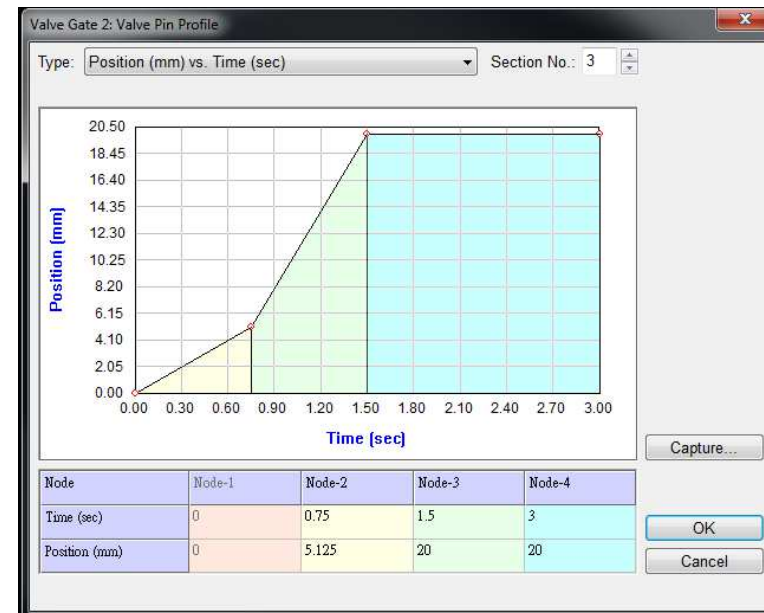 Valve Gate 2: Valve Pin Profile
Type: Position (mm) vs. Time (sec) Section No.: 3
20.50
18.45
16.40
14.35
12.30
10.25
8.20
6.15
4.10
2.05
0.00
Position (mm)
0.00 0.30 0.60 0.90 1.20 1.50 1.80 2.10 2.40 2.70 3.00
Time (sec)
Capture...
Node Node-1 Node-2 Node-3 Node-4
Time (sec) 0 0.75 1.5 3
Position (mm) 0 5.125 20 20
OK
Cancel